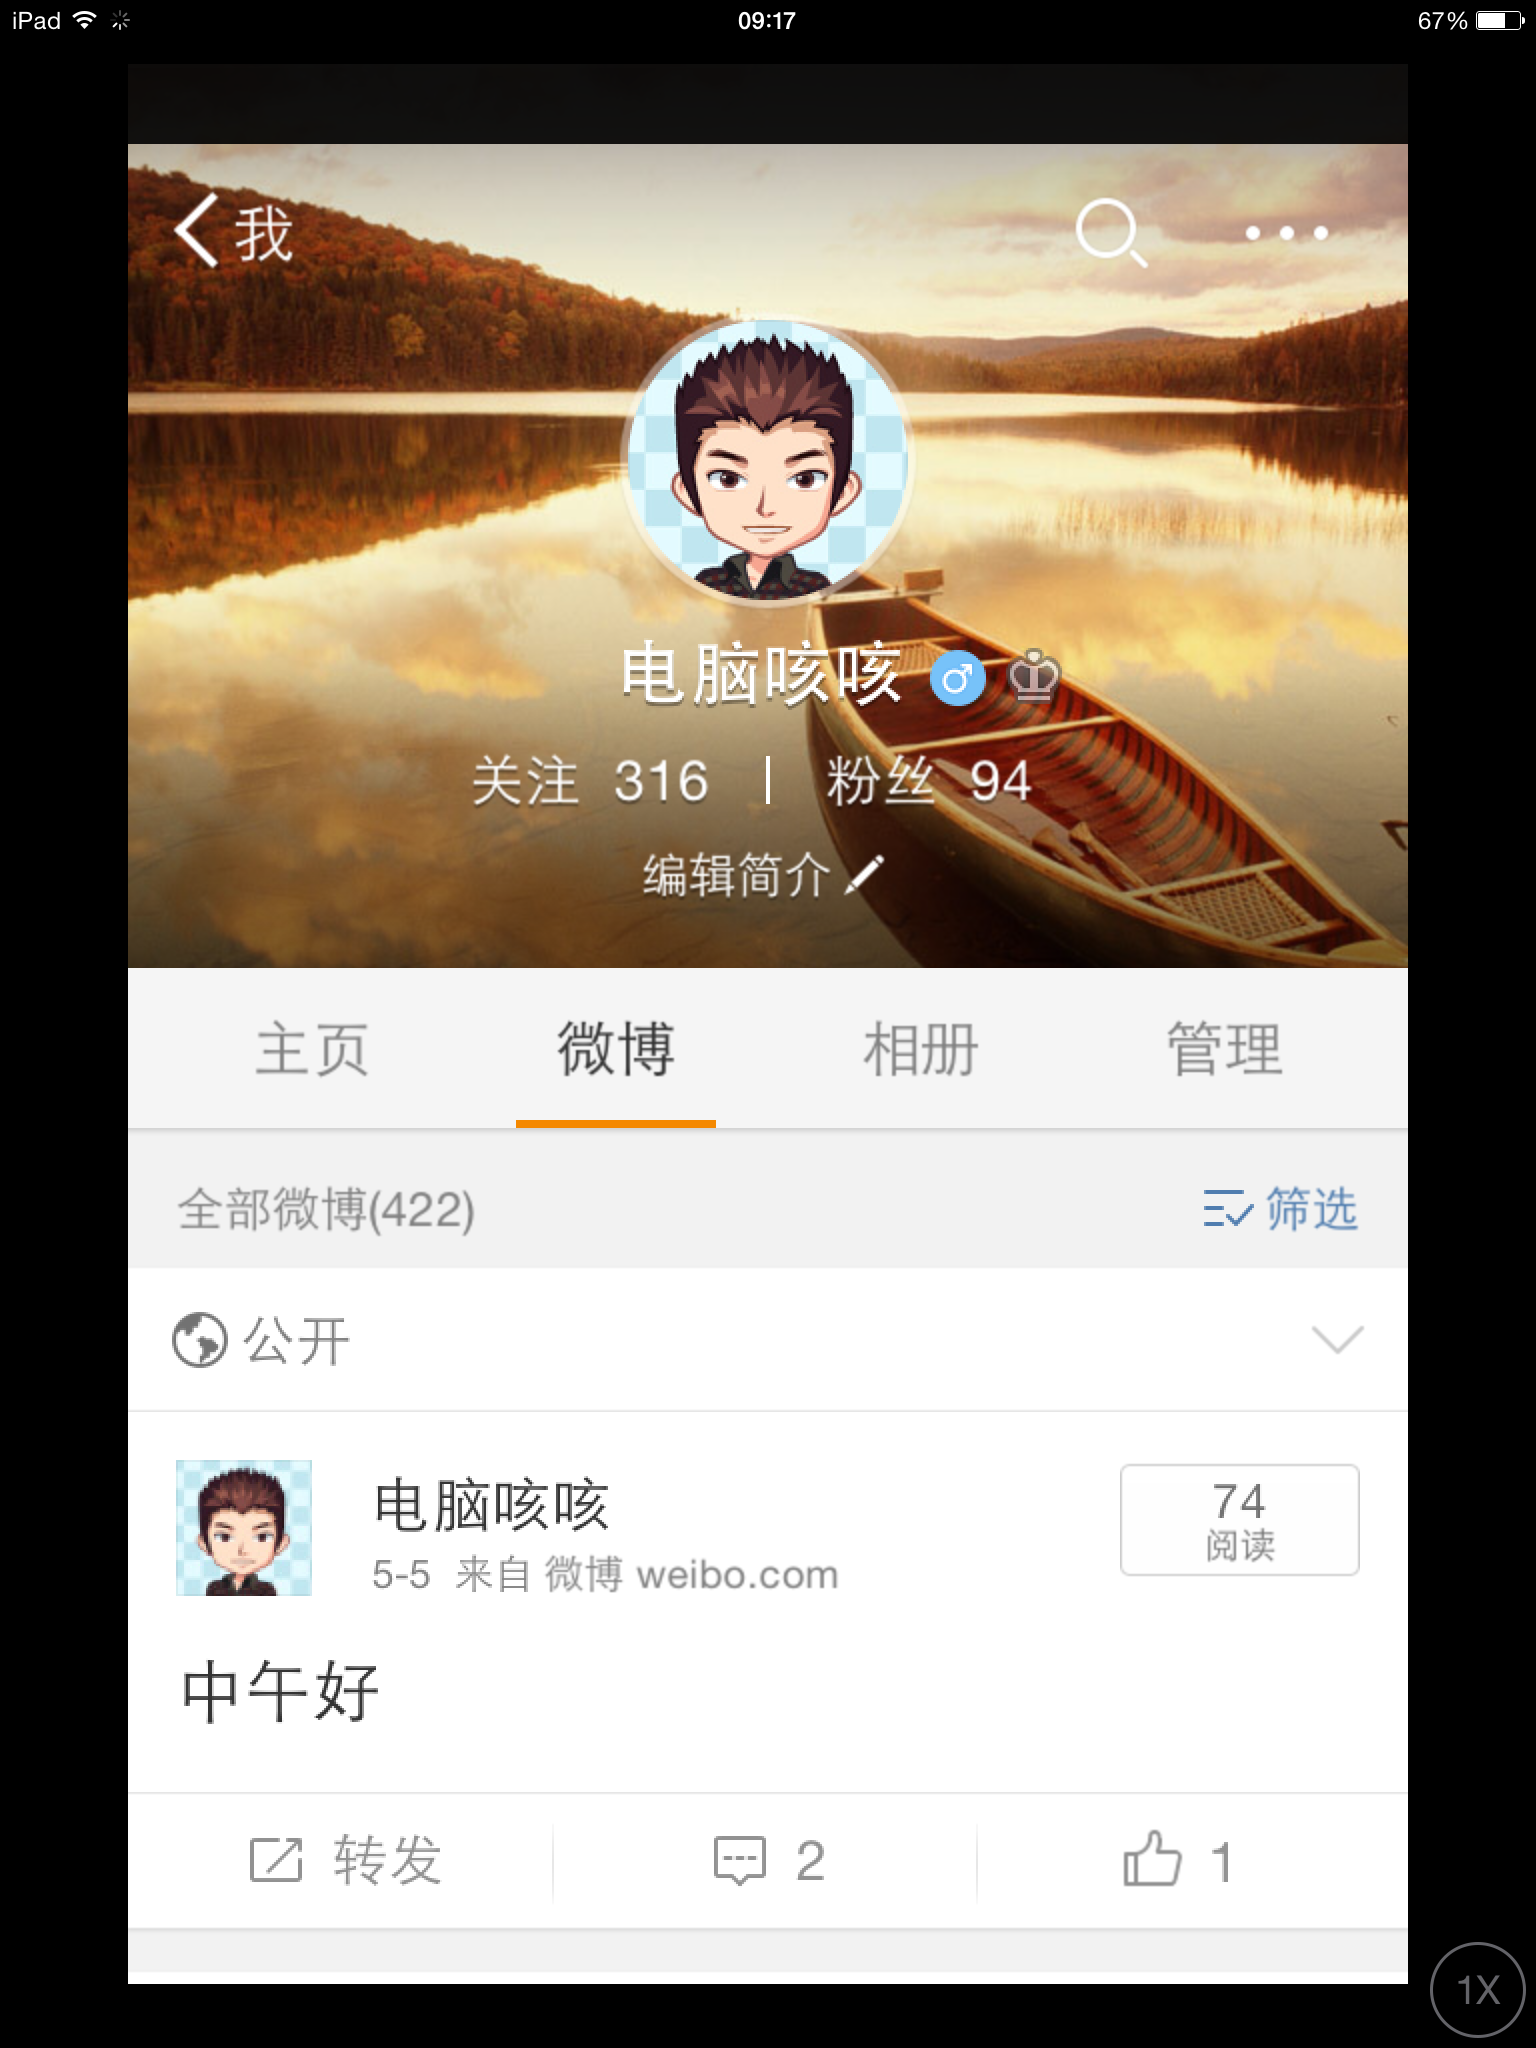 iPad 09:17 67%
我
电脑咳咳
关注 316 | 粉丝 94
编辑简介
主页 微博 相册 管理
全部微博(422) 筛选
公开
电脑咳咳
74
阅读
5-5 来自 微博 weibo.com
中午好
转发 2 1
1X